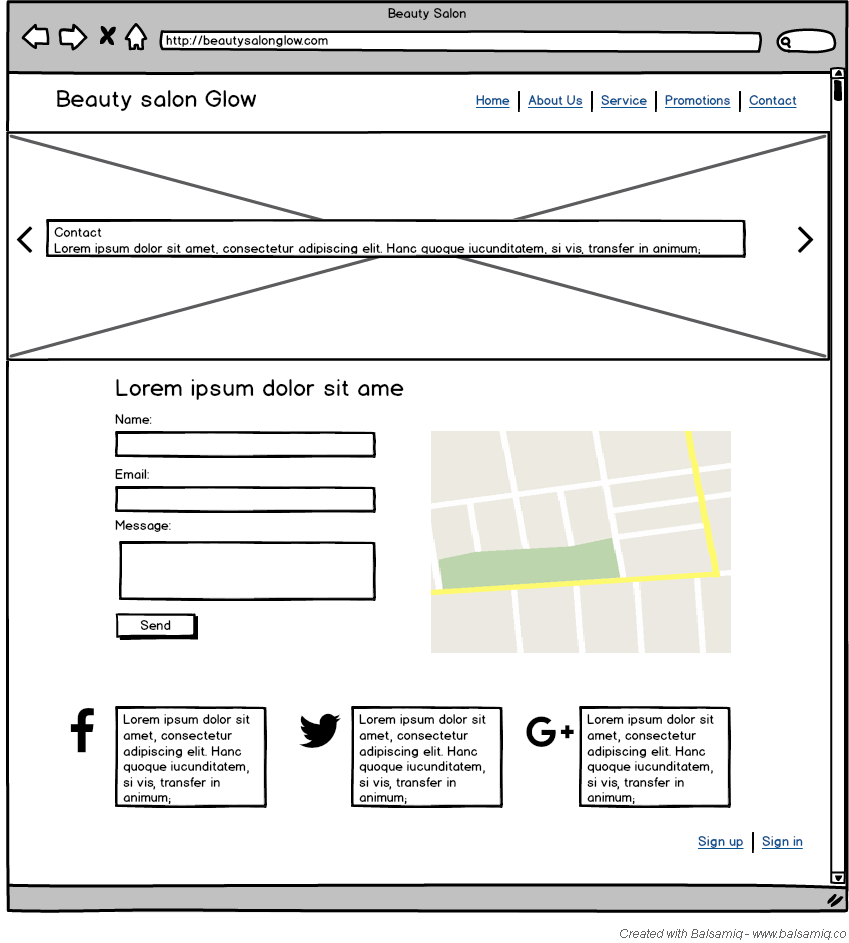 Beauty Salon
http://beautysalonglow.com
Beauty salon Glow
Home About Us Service Promotions Contact
Contact
Lorem ipsum dolor sit amet, consectetur adipiscing elit. Hanc quoque iucunditatem, si vis, transfer in animum;
Lorem ipsum dolor sit ame
Name:
Email:
Message:
Send
Lorem ipsum dolor sit
amet, consectetur
adipiscing elit. Hanc
quoque iucunditatem,
si vis, transfer in
animum;
Lorem ipsum dolor sit
amet, consectetur
adipiscing elit. Hanc
quoque iucunditatem,
si vis, transfer in
animum;
G+
Lorem ipsum dolor sit
amet, consectetur
adipiscing elit. Hanc
quoque iucunditatem,
si vis, transfer in
animum;
Sign up Sign in
Created with Balsamiq - www.balsamiq.co